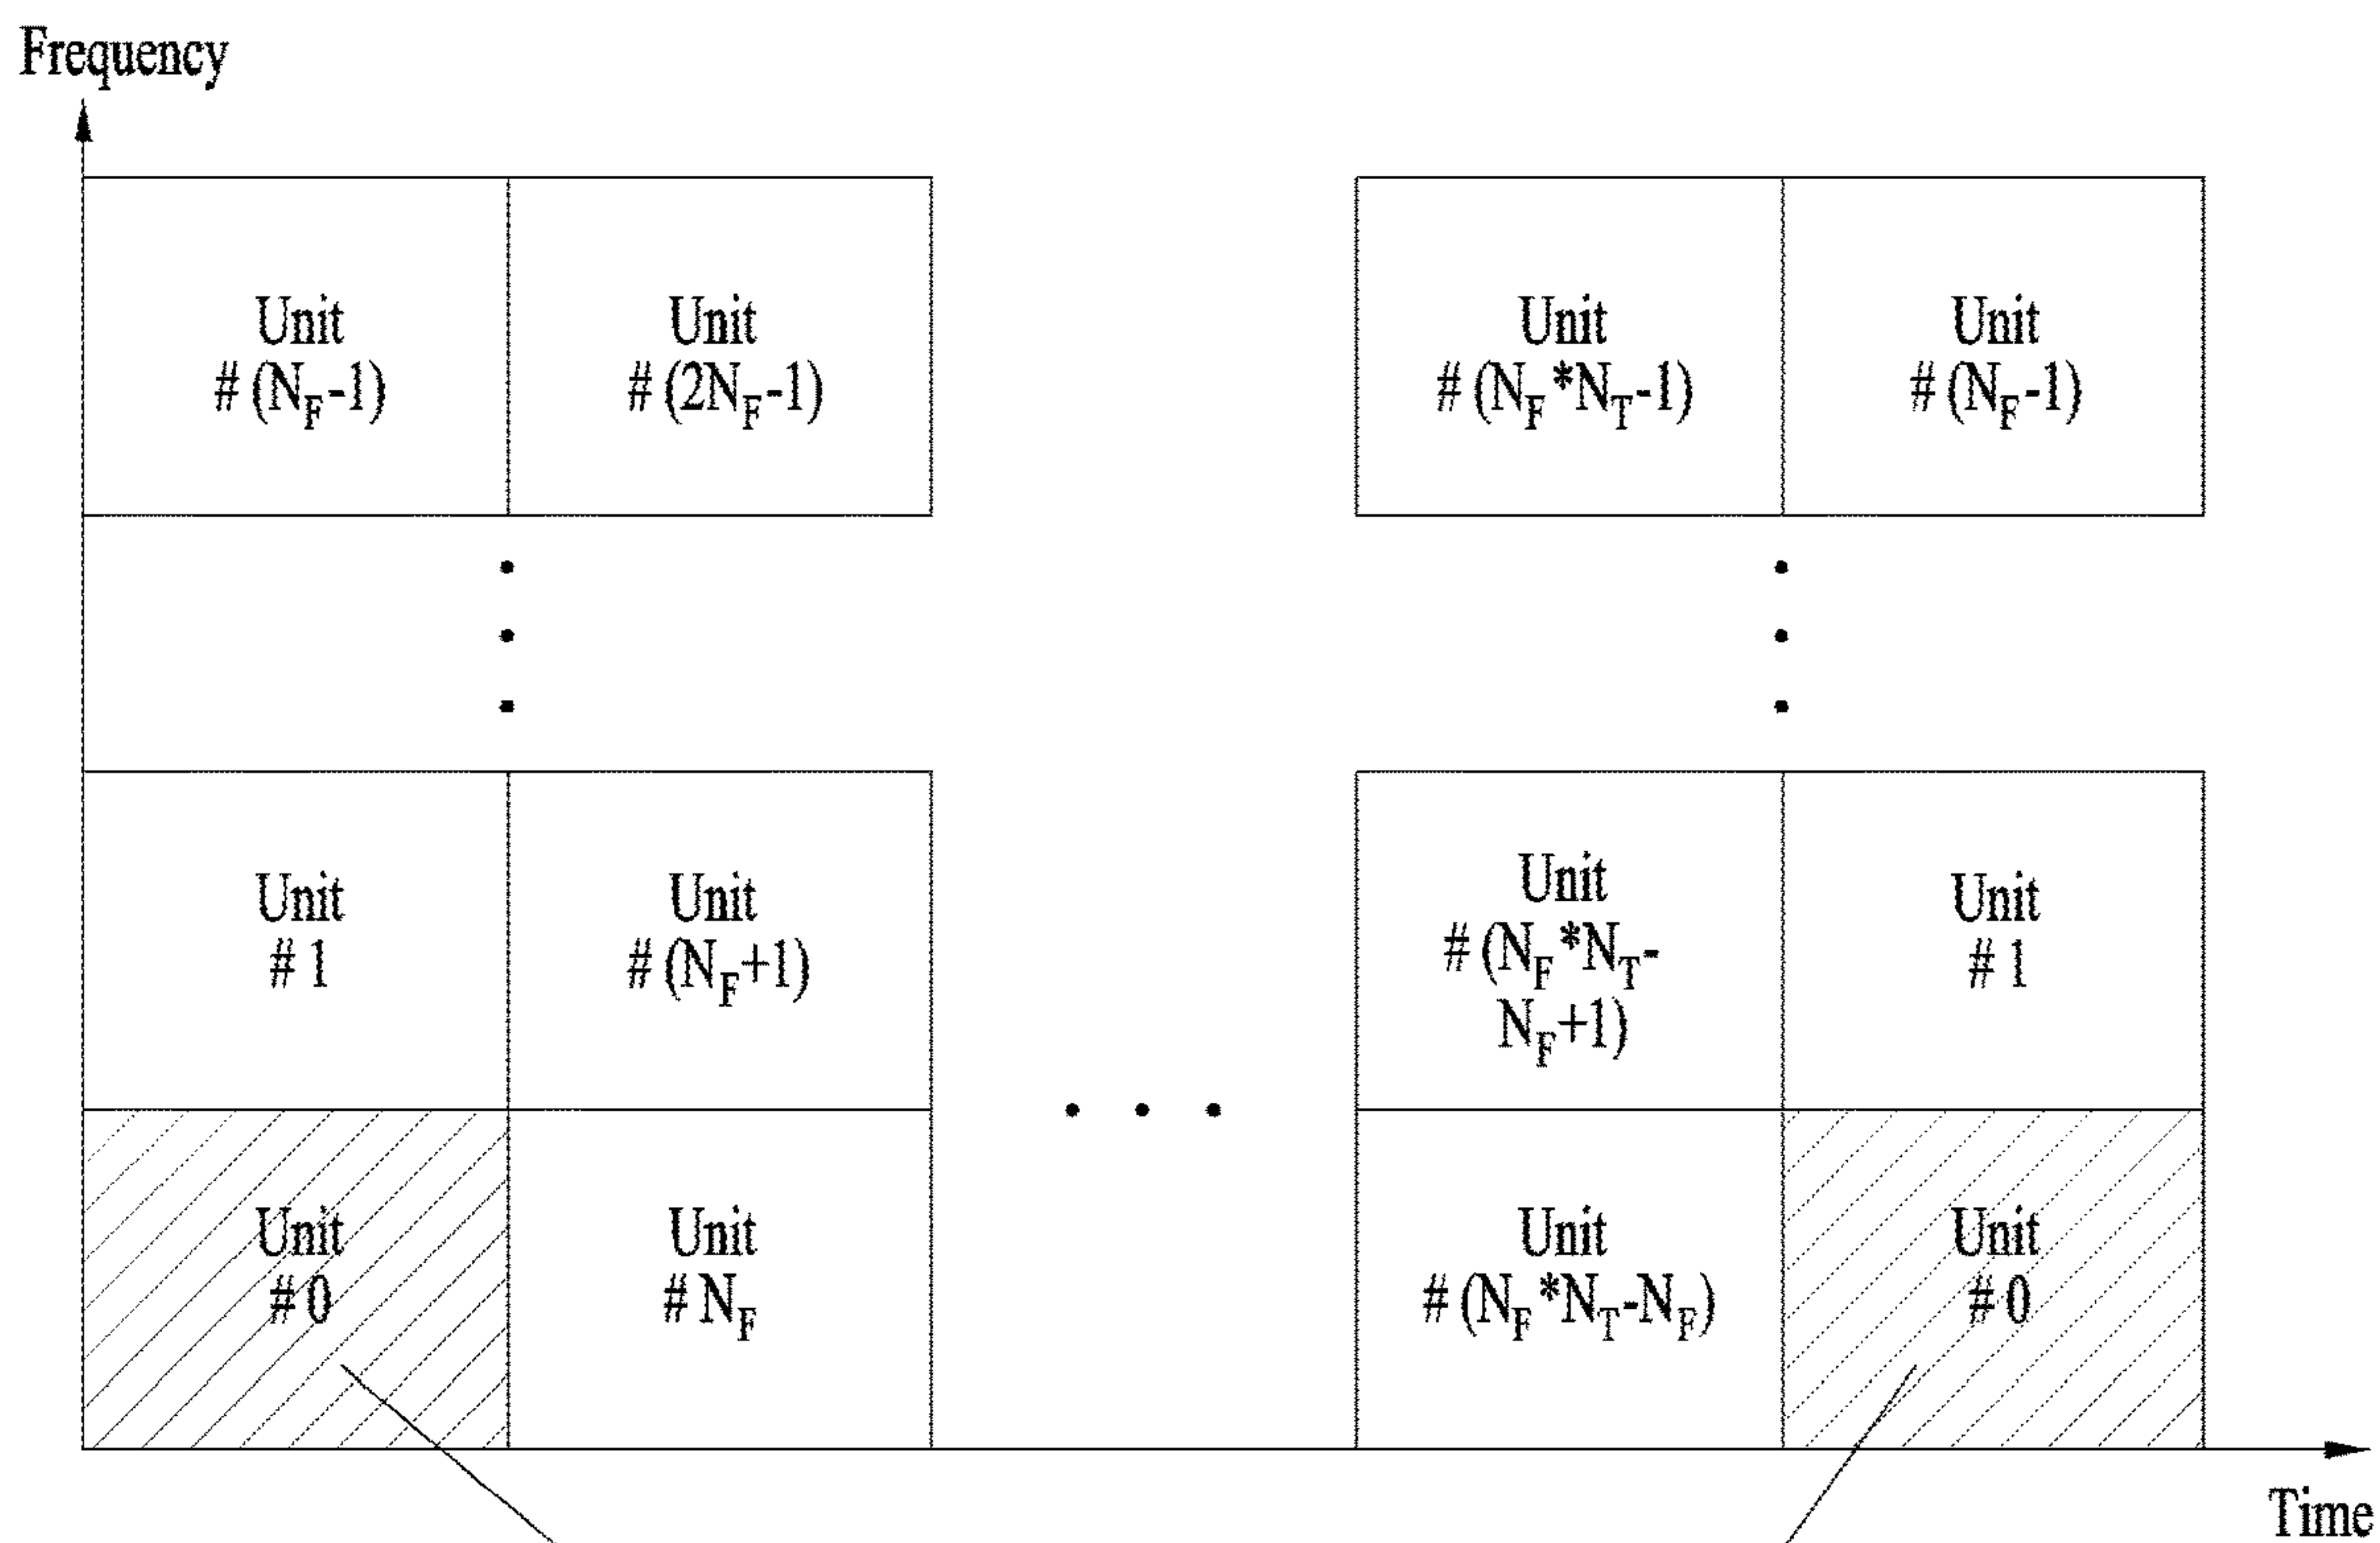 Frequency
Unit
# (N_F-1)
Unit
# (2N_F-1)
Unit
# (N_F*N_T-1)
Unit
# (N_F-1)
Unit
# 1
Unit
# (N_F+1)
Unit
# (N_F*N_T-
N_F+1)
Unit
# 1
Unit
# 0
Unit
# N_F
Unit
# (N_F*N_T-N_F)
Unit
# 0
Time